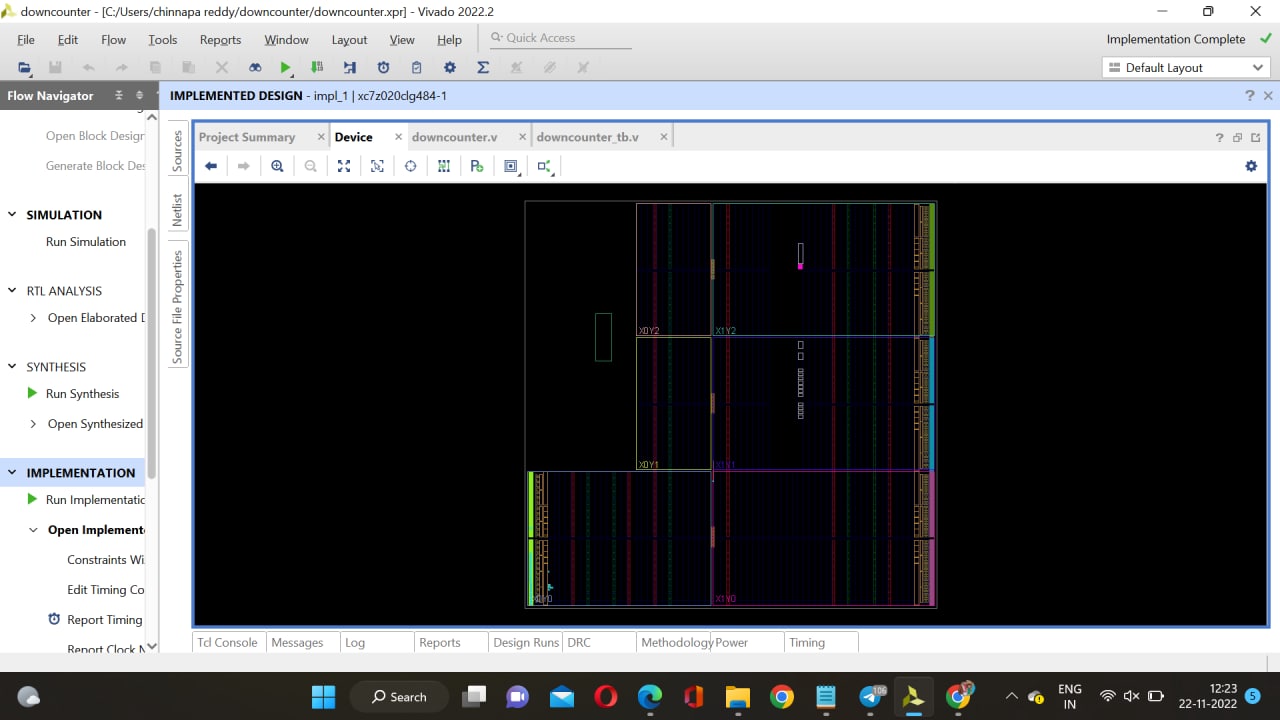 downcounter - [C:/Users/chinnapa reddy/downcounter/downcounter.xpr] - Vivado 2022.2
File Edit Flow Tools Reports Window Layout View Help Quick Access
Implementation Complete
Default Layout
Flow Navigator
IMPLEMENTED DESIGN - impl_1 | xc7z020clg484-1
Open Block Design
Generate Block Des
SIMULATION
Run Simulation
RTL ANALYSIS
Open Elaborated D
SYNTHESIS
Run Synthesis
Open Synthesized
IMPLEMENTATION
Run Implementatio
Open Implement
Constraints Wi
Edit Timing Co
Report Timing
Report Clock N
Sources
Netlist
Source File Properties
Project Summary Device downcounter.v downcounter_tb.v
X0Y2 X1Y2
X0Y1 X1Y1
X0Y0 X1Y0
Tcl Console Messages Log Reports Design Runs DRC Methodology Power Timing
Search
106
ENG
IN
12:23
22-11-2022
5